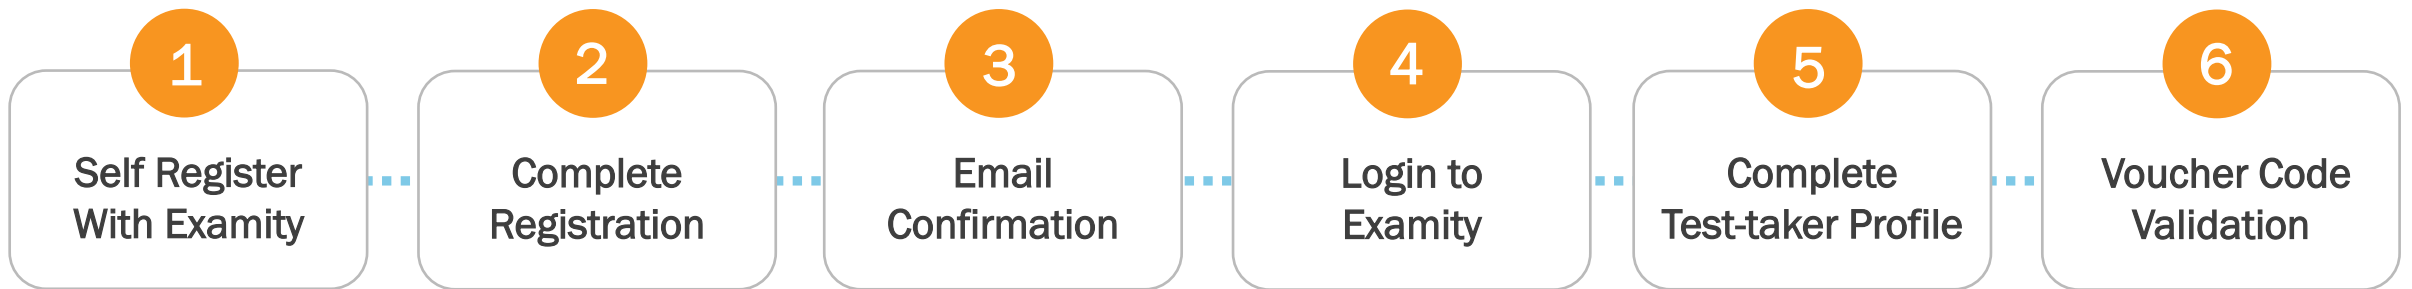 1
Self Register
With Examity
2
Complete
Registration
3
Email
Confirmation
4
Login to
Examity
5
Complete
Test-taker Profile
6
Voucher Code
Validation